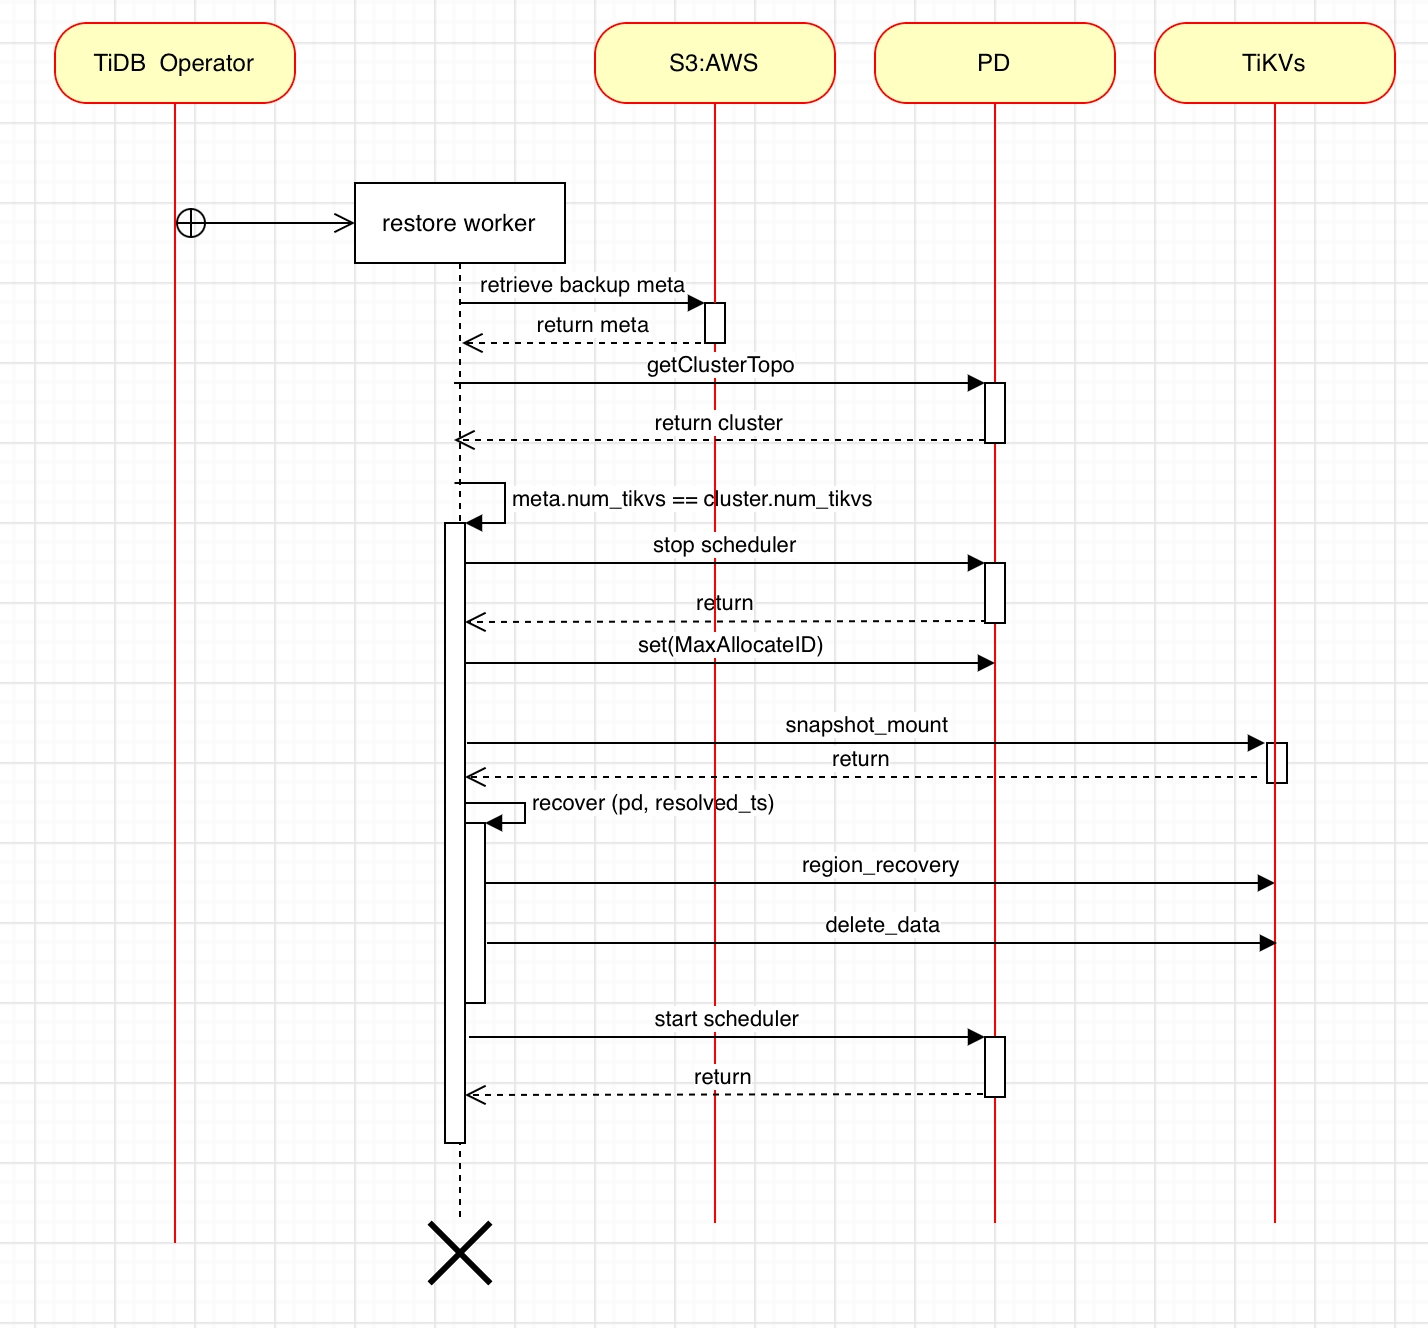 TiDB  Operator
S3:AWS
PD
TiKVs
restore worker
retrieve backup meta
return meta
getClusterTopo
return cluster
meta.num_tikvs == cluster.num_tikvs
stop scheduler
return
set(MaxAllocateID)
snapshot_mount
return
recover (pd, resolved_ts)
region_recovery
delete_data
start scheduler
return